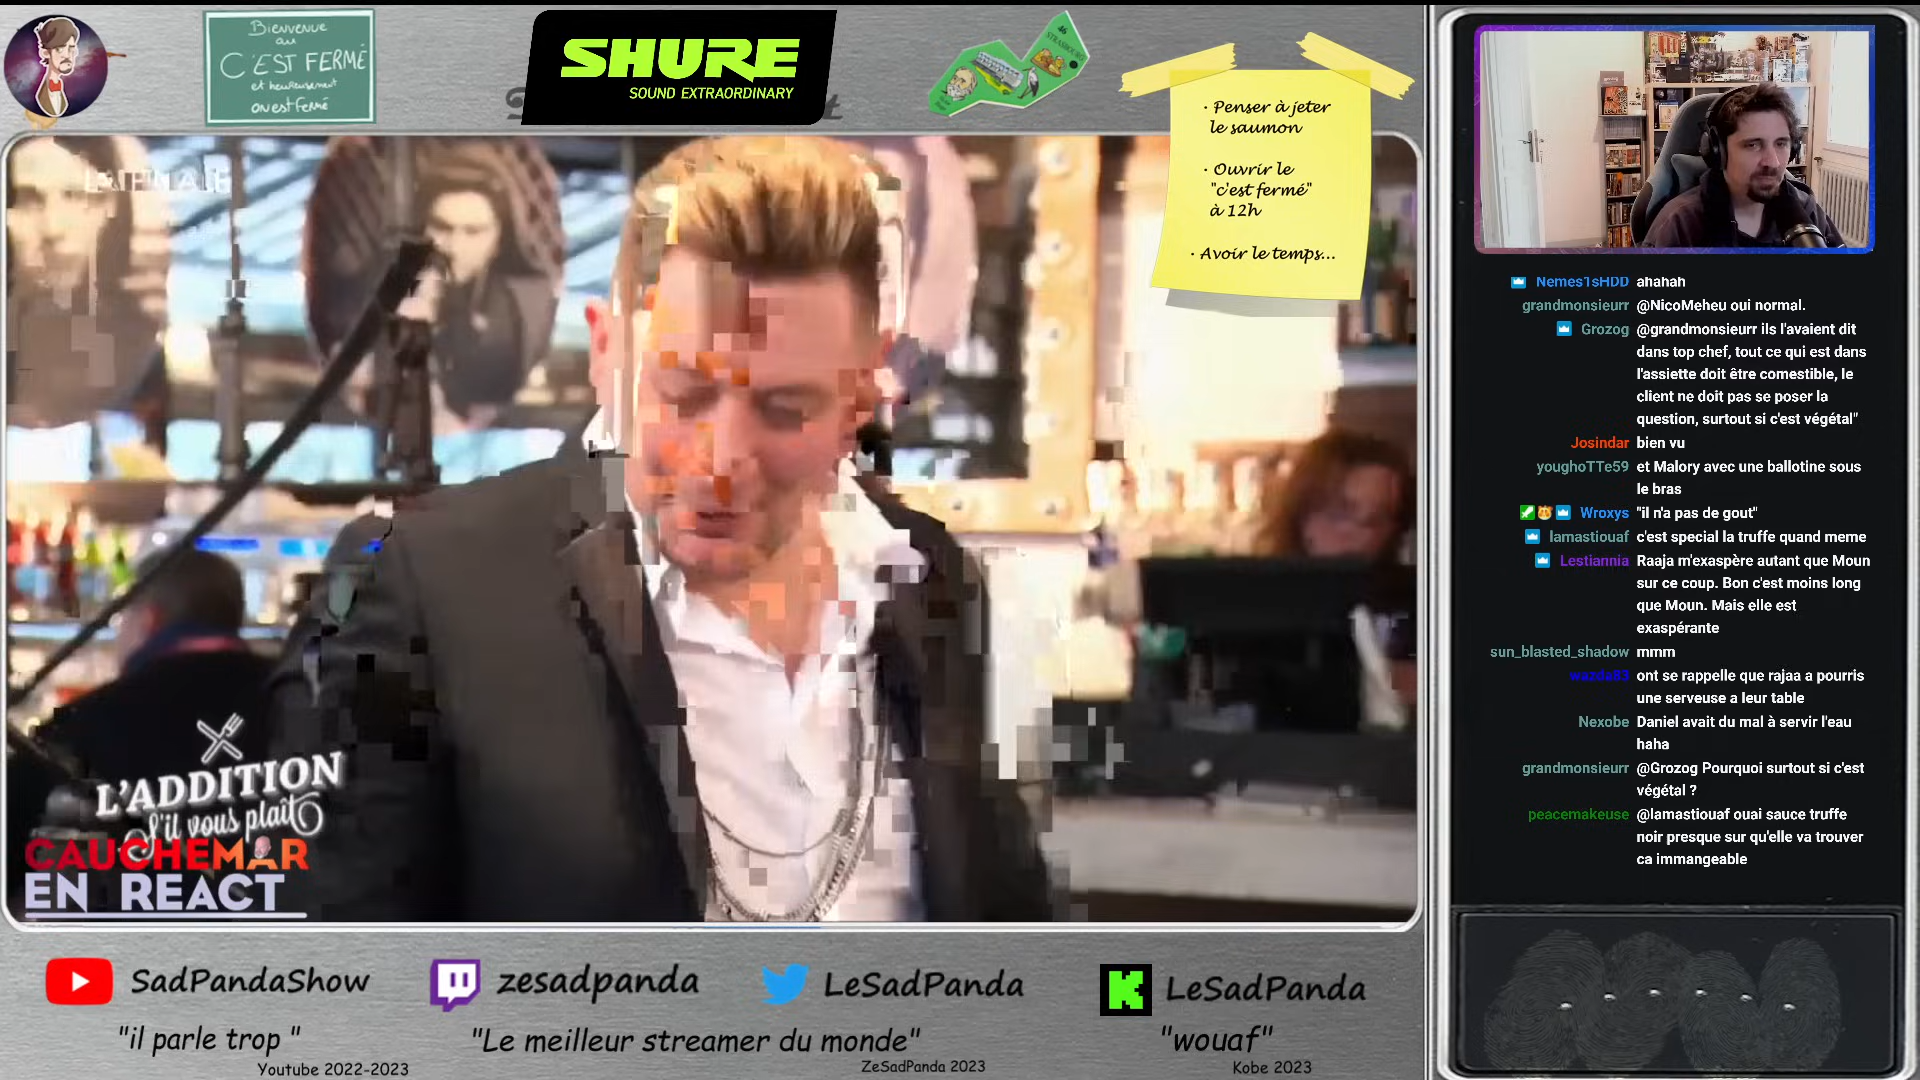 Bienvenue
au
C'EST FERMÉ
et heureusement
on est fermé
SHURE
SOUND EXTRAORDINARY
STRASBOURG
· Penser à jeter
le saumon
· Ouvrir le
"c'est fermé"
à 12h
· Avoir le temps...
L'ADDITION
S'il vous plaît
CAUCHEMAR
EN REACT
SadPandaShow
zesadpanda
LeSadPanda
LeSadPanda
"il parle trop "
Youtube 2022-2023
"Le meilleur streamer du monde"
ZeSadPanda 2023
"wouaf"
Kobe 2023
Nemes1sHDD ahahah
grandmonsieurr @NicoMeheu oui normal.
Grozog @grandmonsieurr ils l'avaient dit
dans top chef, tout ce qui est dans
l'assiette doit être comestible, le
client ne doit pas se poser la
question, surtout si c'est végétal"
Josindar bien vu
youghoTTe59 et Malory avec une ballotine sous
le bras
Wroxys "il n'a pas de gout"
lamastiouaf c'est special la truffe quand meme
Lestiannia Raaja m'exaspère autant que Moun
sur ce coup. Bon c'est moins long
que Moun. Mais elle est
exaspérante
sun_blasted_shadow mmm
wazda83 ont se rappelle que rajaa a pourris
une serveuse a leur table
Nexobe Daniel avait du mal à servir l'eau
haha
grandmonsieurr @Grozog Pourquoi surtout si c'est
végétal ?
peacemakeuse @lamastiouaf ouai sauce truffe
noir presque sur qu'elle va trouver
ca immangeable